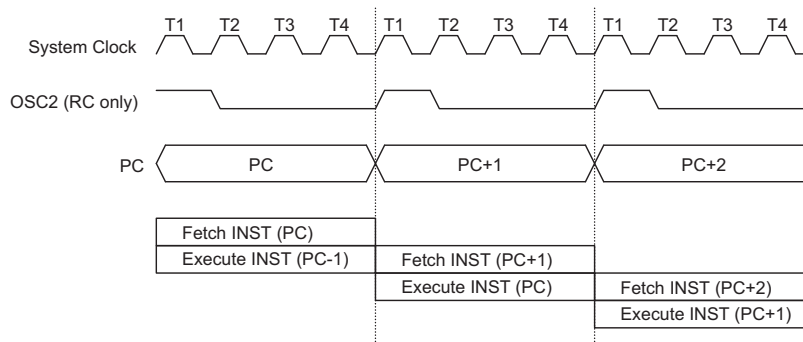 T1 T2 T3 T4 T1 T2 T3 T4 T1 T2 T3 T4
System Clock
OSC2 (RC only)
PC PC PC+1 PC+2
Fetch INST (PC)
Execute INST (PC-1) Fetch INST (PC+1)
Execute INST (PC) Fetch INST (PC+2)
Execute INST (PC+1)